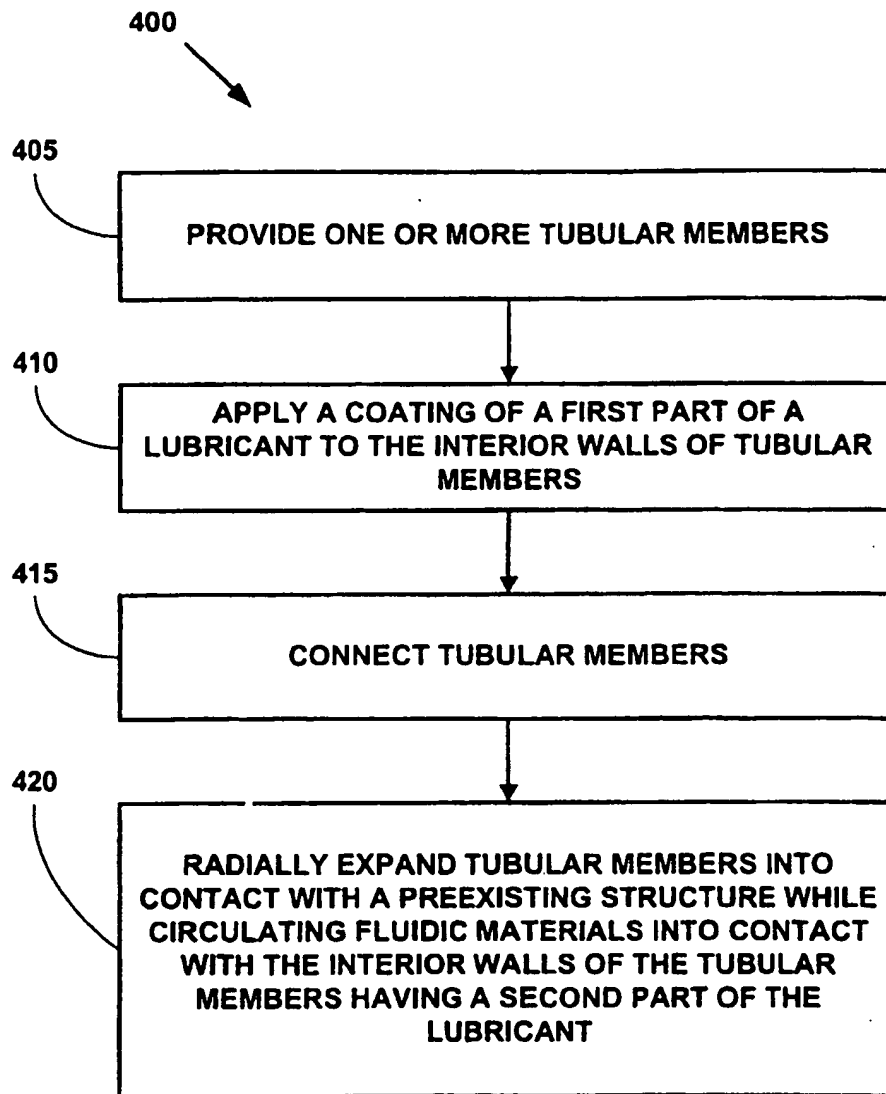 400
405
PROVIDE ONE OR MORE TUBULAR MEMBERS
410
APPLY A COATING OF A FIRST PART OF A
LUBRICANT TO THE INTERIOR WALLS OF TUBULAR
MEMBERS
415
CONNECT TUBULAR MEMBERS
420
RADIALLY EXPAND TUBULAR MEMBERS INTO
CONTACT WITH A PREEXISTING STRUCTURE WHILE
CIRCULATING FLUIDIC MATERIALS INTO CONTACT
WITH THE INTERIOR WALLS OF THE TUBULAR
MEMBERS HAVING A SECOND PART OF THE
LUBRICANT